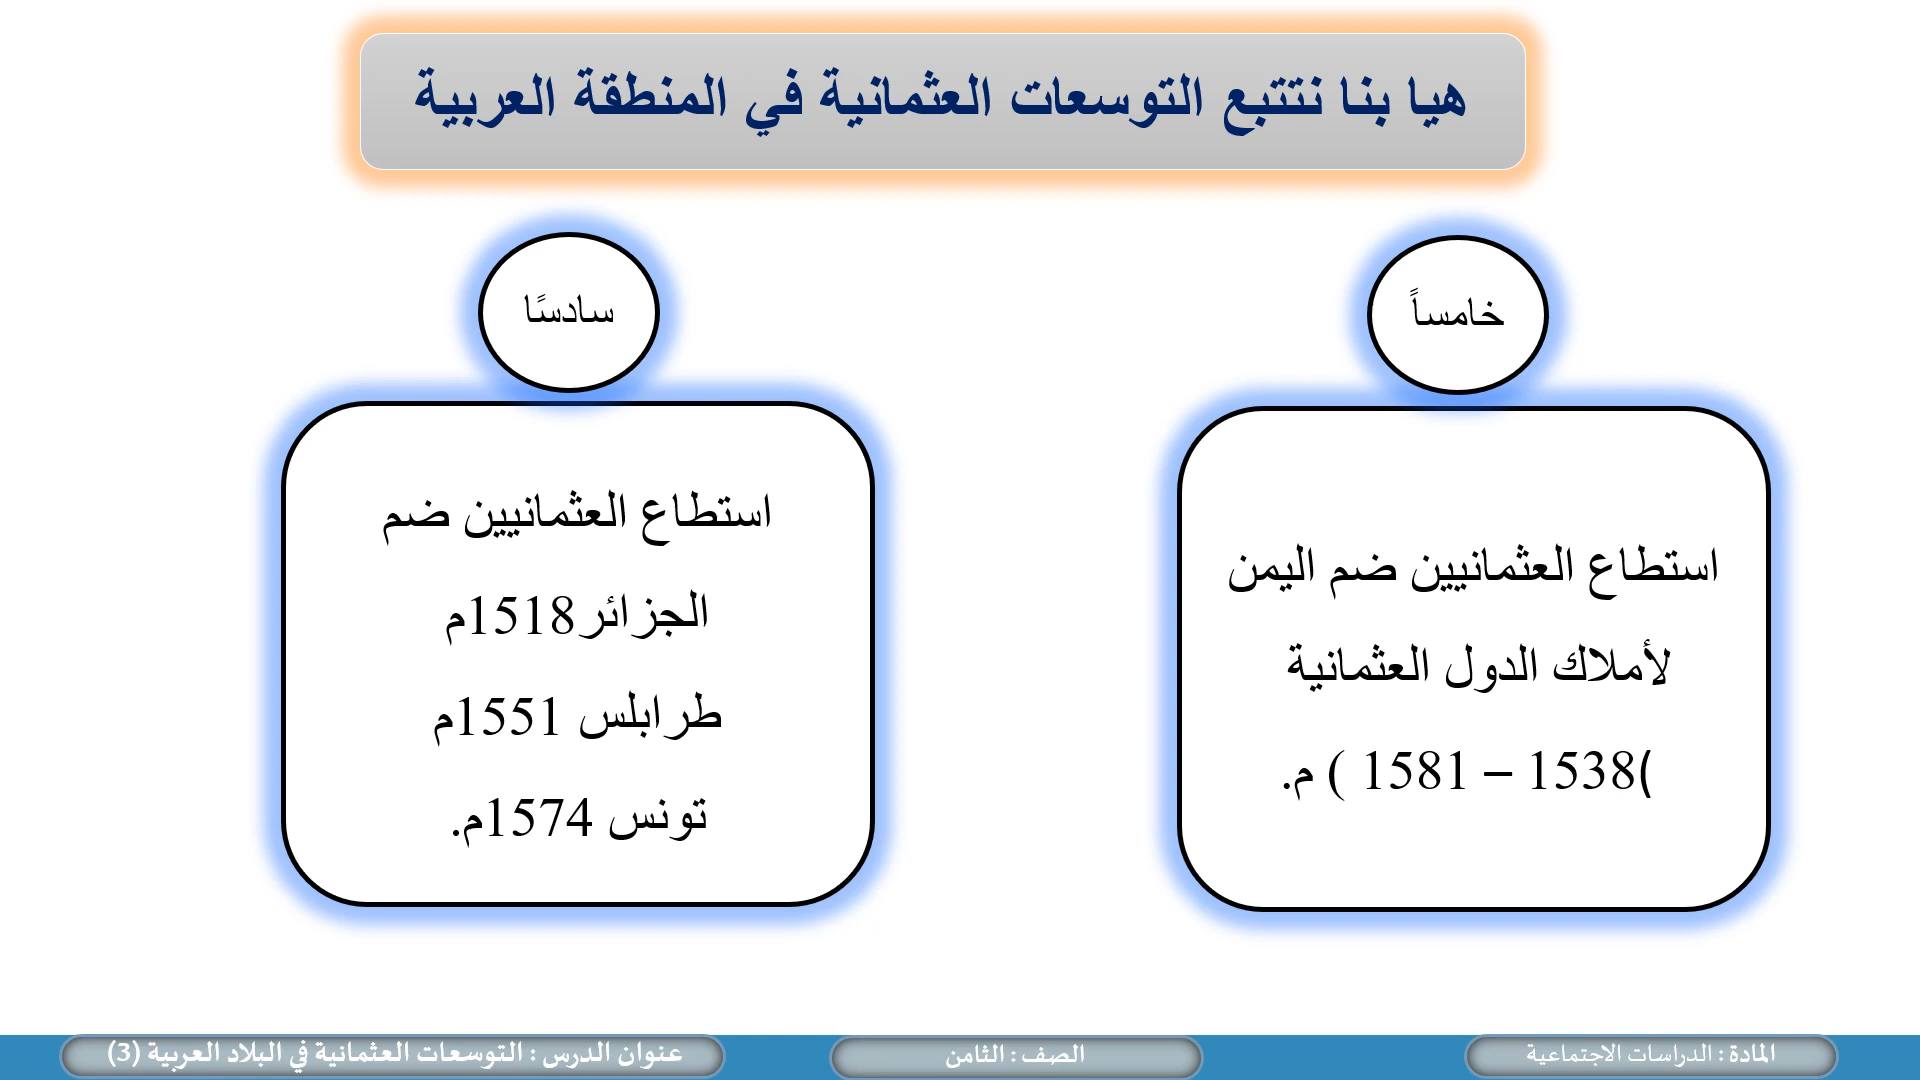 هيا بنا نتتبع التوسعات العثمانية في المنطقة العربية
خامساً
استطاع العثمانيين ضم اليمن
لأملاك الدول العثمانية
)1538 – 1581 ) م.
سادسًا
استطاع العثمانيين ضم
الجزائر1518م
طرابلس 1551م
تونس 1574م.
المادة : الدراسات الاجتماعية
الصف : الثامن
عنوان الدرس : التوسعات العثمانية في البلاد العربية (3)